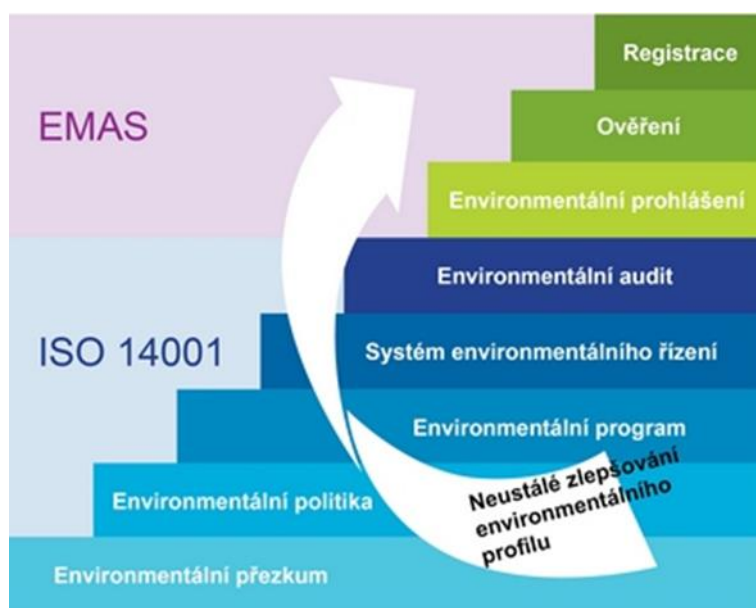 Registrace
EMAS
Ověření
Environmentální prohlášení
Environmentální audit
ISO 14001
Systém environmentálního řízení
Environmentální program
Environmentální politika
Neustálé zlepšování
environmentálního
profilu
Environmentální přezkum